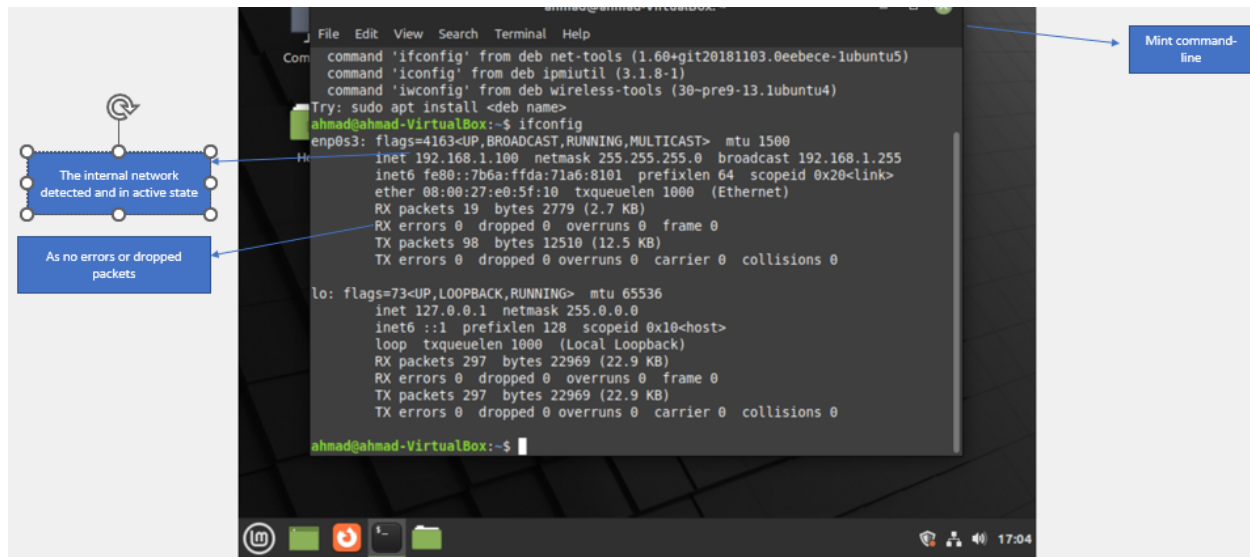 ahmad@ahmad-VirtualBox: ~
File Edit View Search Terminal Help
command 'ifconfig' from deb net-tools (1.60+git20181103.0eebece-1ubuntu5)
command 'iconfig' from deb ipmiutil (3.1.8-1)
command 'iwconfig' from deb wireless-tools (30~pre9-13.1ubuntu4)
Try: sudo apt install <deb name>
ahmad@ahmad-VirtualBox:~$ ifconfig
enp0s3: flags=4163<UP,BROADCAST,RUNNING,MULTICAST> mtu 1500
inet 192.168.1.100 netmask 255.255.255.0 broadcast 192.168.1.255
inet6 fe80::7b6a:ffda:71a6:8101 prefixlen 64 scopeid 0x20<link>
ether 08:00:27:e0:5f:10 txqueuelen 1000 (Ethernet)
RX packets 19 bytes 2779 (2.7 KB)
RX errors 0 dropped 0 overruns 0 frame 0
TX packets 98 bytes 12510 (12.5 KB)
TX errors 0 dropped 0 overruns 0 carrier 0 collisions 0
lo: flags=73<UP,LOOPBACK,RUNNING> mtu 65536
inet 127.0.0.1 netmask 255.0.0.0
inet6 ::1 prefixlen 128 scopeid 0x10<host>
loop txqueuelen 1000 (Local Loopback)
RX packets 297 bytes 22969 (22.9 KB)
RX errors 0 dropped 0 overruns 0 frame 0
TX packets 297 bytes 22969 (22.9 KB)
TX errors 0 dropped 0 overruns 0 carrier 0 collisions 0
ahmad@ahmad-VirtualBox:~$
Com
The internal network
detected and in active state
As no errors or dropped
packets
Mint command-
line
17:04